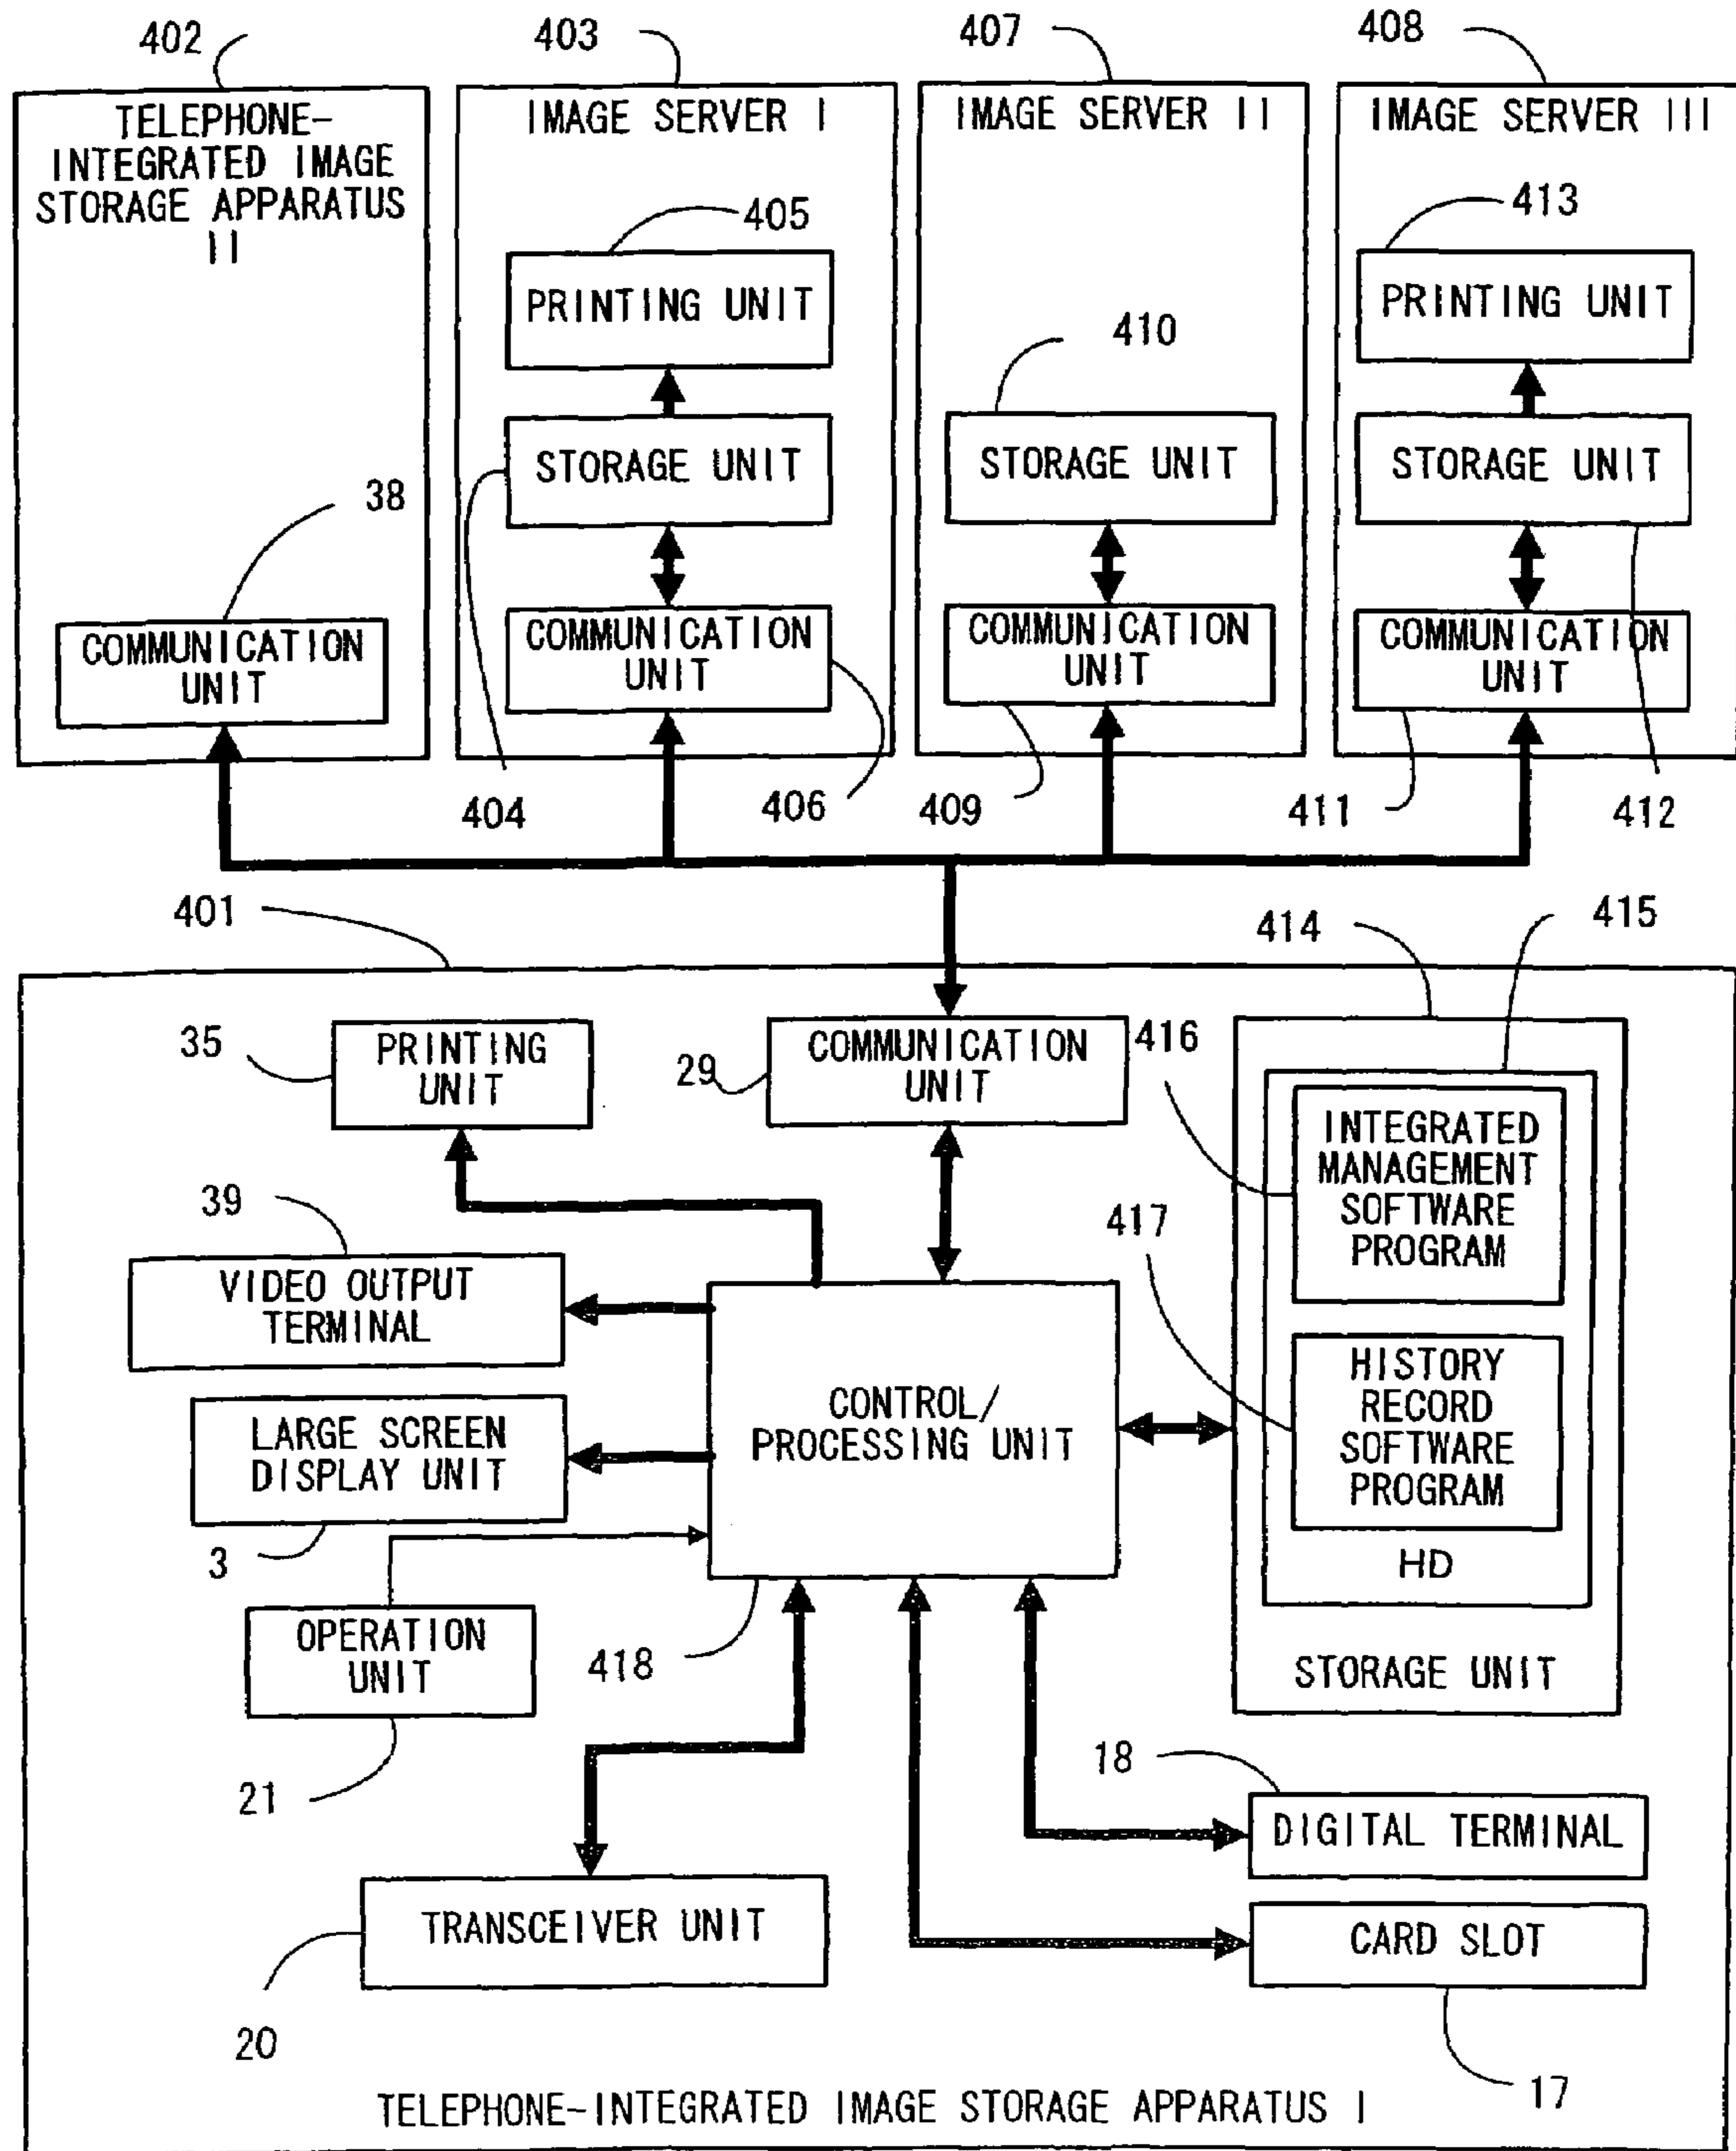 402
403
407
408
TELEPHONE-
INTEGRATED IMAGE
STORAGE APPARATUS
II
IMAGE SERVER I
IMAGE SERVER II
IMAGE SERVER III
405
PRINTING UNIT
413
PRINTING UNIT
STORAGE UNIT
410
STORAGE UNIT
STORAGE UNIT
38
COMMUNICATION
UNIT
COMMUNICATION
UNIT
COMMUNICATION
UNIT
COMMUNICATION
UNIT
404
406
409
411
412
401
414
415
35
PRINTING
UNIT
29
COMMUNICATION
UNIT
416
INTEGRATED
MANAGEMENT
SOFTWARE
PROGRAM
39
VIDEO OUTPUT
TERMINAL
417
HISTORY
RECORD
SOFTWARE
PROGRAM
LARGE SCREEN
DISPLAY UNIT
CONTROL/
PROCESSING UNIT
3
HD
OPERATION
UNIT
418
STORAGE UNIT
21
18
DIGITAL TERMINAL
TRANSCEIVER UNIT
CARD SLOT
20
17
TELEPHONE-INTEGRATED IMAGE STORAGE APPARATUS I